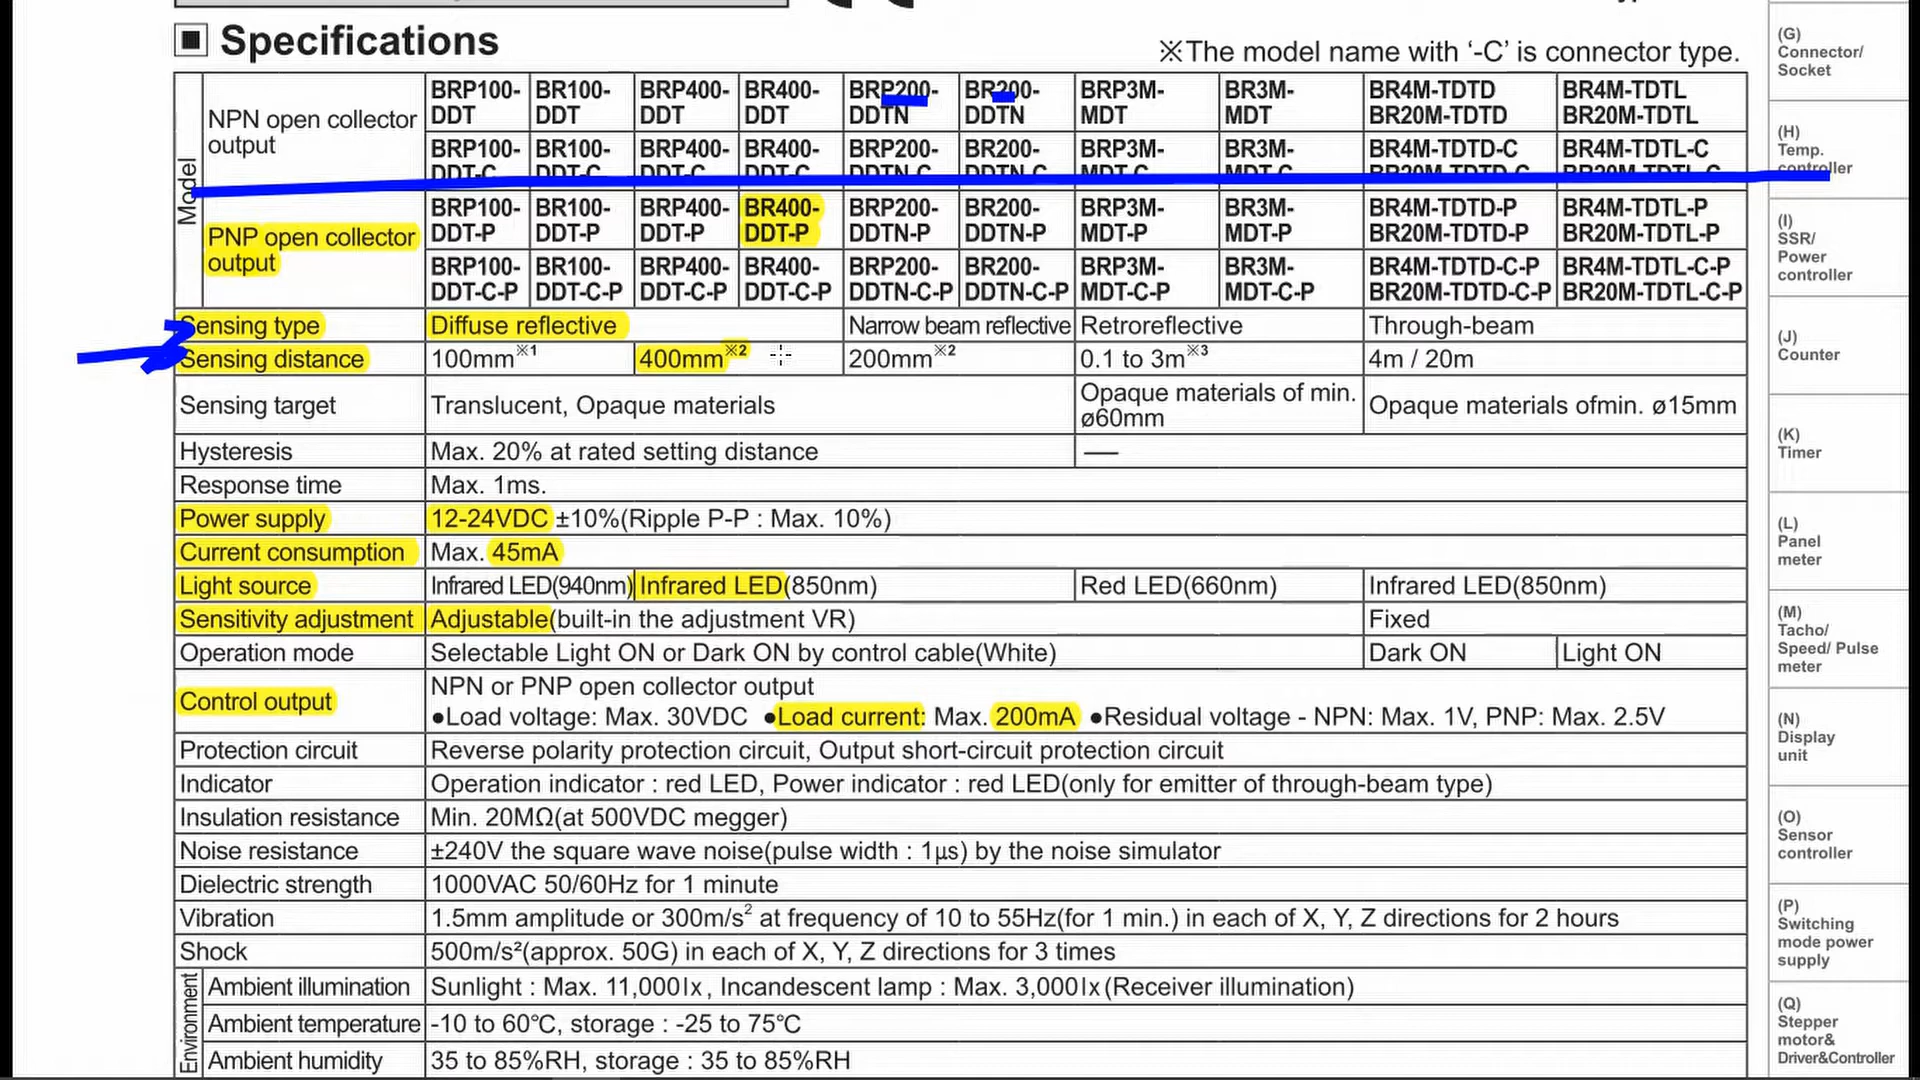 Specifications
※The model name with ‘-C’ is connector type.
Model
NPN open collector output
BRP100-DDT
BR100-DDT
BRP400-DDT
BR400-DDT
BRP200-DDTN
BR200-DDTN
BRP3M-MDT
BR3M-MDT
BR4M-TDTD
BR20M-TDTD
BR4M-TDTL
BR20M-TDTL
BRP100-DDT-C
BR100-DDT-C
BRP400-DDT-C
BR400-DDT-C
BRP200-DDTN-C
BR200-DDTN-C
BRP3M-MDT-C
BR3M-MDT-C
BR4M-TDTD-C
BR20M-TDTD-C
BR4M-TDTL-C
BR20M-TDTL-C
PNP open collector output
BRP100-DDT-P
BR100-DDT-P
BRP400-DDT-P
BR400-DDT-P
BRP200-DDTN-P
BR200-DDTN-P
BRP3M-MDT-P
BR3M-MDT-P
BR4M-TDTD-P
BR20M-TDTD-P
BR4M-TDTL-P
BR20M-TDTL-P
BRP100-DDT-C-P
BR100-DDT-C-P
BRP400-DDT-C-P
BR400-DDT-C-P
BRP200-DDTN-C-P
BR200-DDTN-C-P
BRP3M-MDT-C-P
BR3M-MDT-C-P
BR4M-TDTD-C-P
BR20M-TDTD-C-P
BR4M-TDTL-C-P
BR20M-TDTL-C-P
Sensing type Diffuse reflective Narrow beam reflective Retroreflective Through-beam
Sensing distance 100mm※1 400mm※2 200mm※2 0.1 to 3m※3 4m / 20m
Sensing target Translucent, Opaque materials Opaque materials of min. ø60mm Opaque materials ofmin. ø15mm
Hysteresis Max. 20% at rated setting distance —
Response time Max. 1ms.
Power supply 12-24VDC ±10%(Ripple P-P : Max. 10%)
Current consumption Max. 45mA
Light source Infrared LED(940nm) Infrared LED(850nm) Red LED(660nm) Infrared LED(850nm)
Sensitivity adjustment Adjustable(built-in the adjustment VR) Fixed
Operation mode Selectable Light ON or Dark ON by control cable(White) Dark ON Light ON
Control output NPN or PNP open collector output
●Load voltage: Max. 30VDC ●Load current: Max. 200mA ●Residual voltage - NPN: Max. 1V, PNP: Max. 2.5V
Protection circuit Reverse polarity protection circuit, Output short-circuit protection circuit
Indicator Operation indicator : red LED, Power indicator : red LED(only for emitter of through-beam type)
Insulation resistance Min. 20MΩ(at 500VDC megger)
Noise resistance ±240V the square wave noise(pulse width : 1µs) by the noise simulator
Dielectric strength 1000VAC 50/60Hz for 1 minute
Vibration 1.5mm amplitude or 300m/s² at frequency of 10 to 55Hz(for 1 min.) in each of X, Y, Z directions for 2 hours
Shock 500m/s²(approx. 50G) in each of X, Y, Z directions for 3 times
Environment
Ambient illumination Sunlight : Max. 11,000lx, Incandescent lamp : Max. 3,000lx(Receiver illumination)
Ambient temperature -10 to 60℃, storage : -25 to 75℃
Ambient humidity 35 to 85%RH, storage : 35 to 85%RH
(G)
Connector/
Socket
(H)
Temp.
controller
(I)
SSR/
Power
controller
(J)
Counter
(K)
Timer
(L)
Panel
meter
(M)
Tacho/
Speed/ Pulse
meter
(N)
Display
unit
(O)
Sensor
controller
(P)
Switching
mode power
supply
(Q)
Stepper
motor&
Driver&Controller